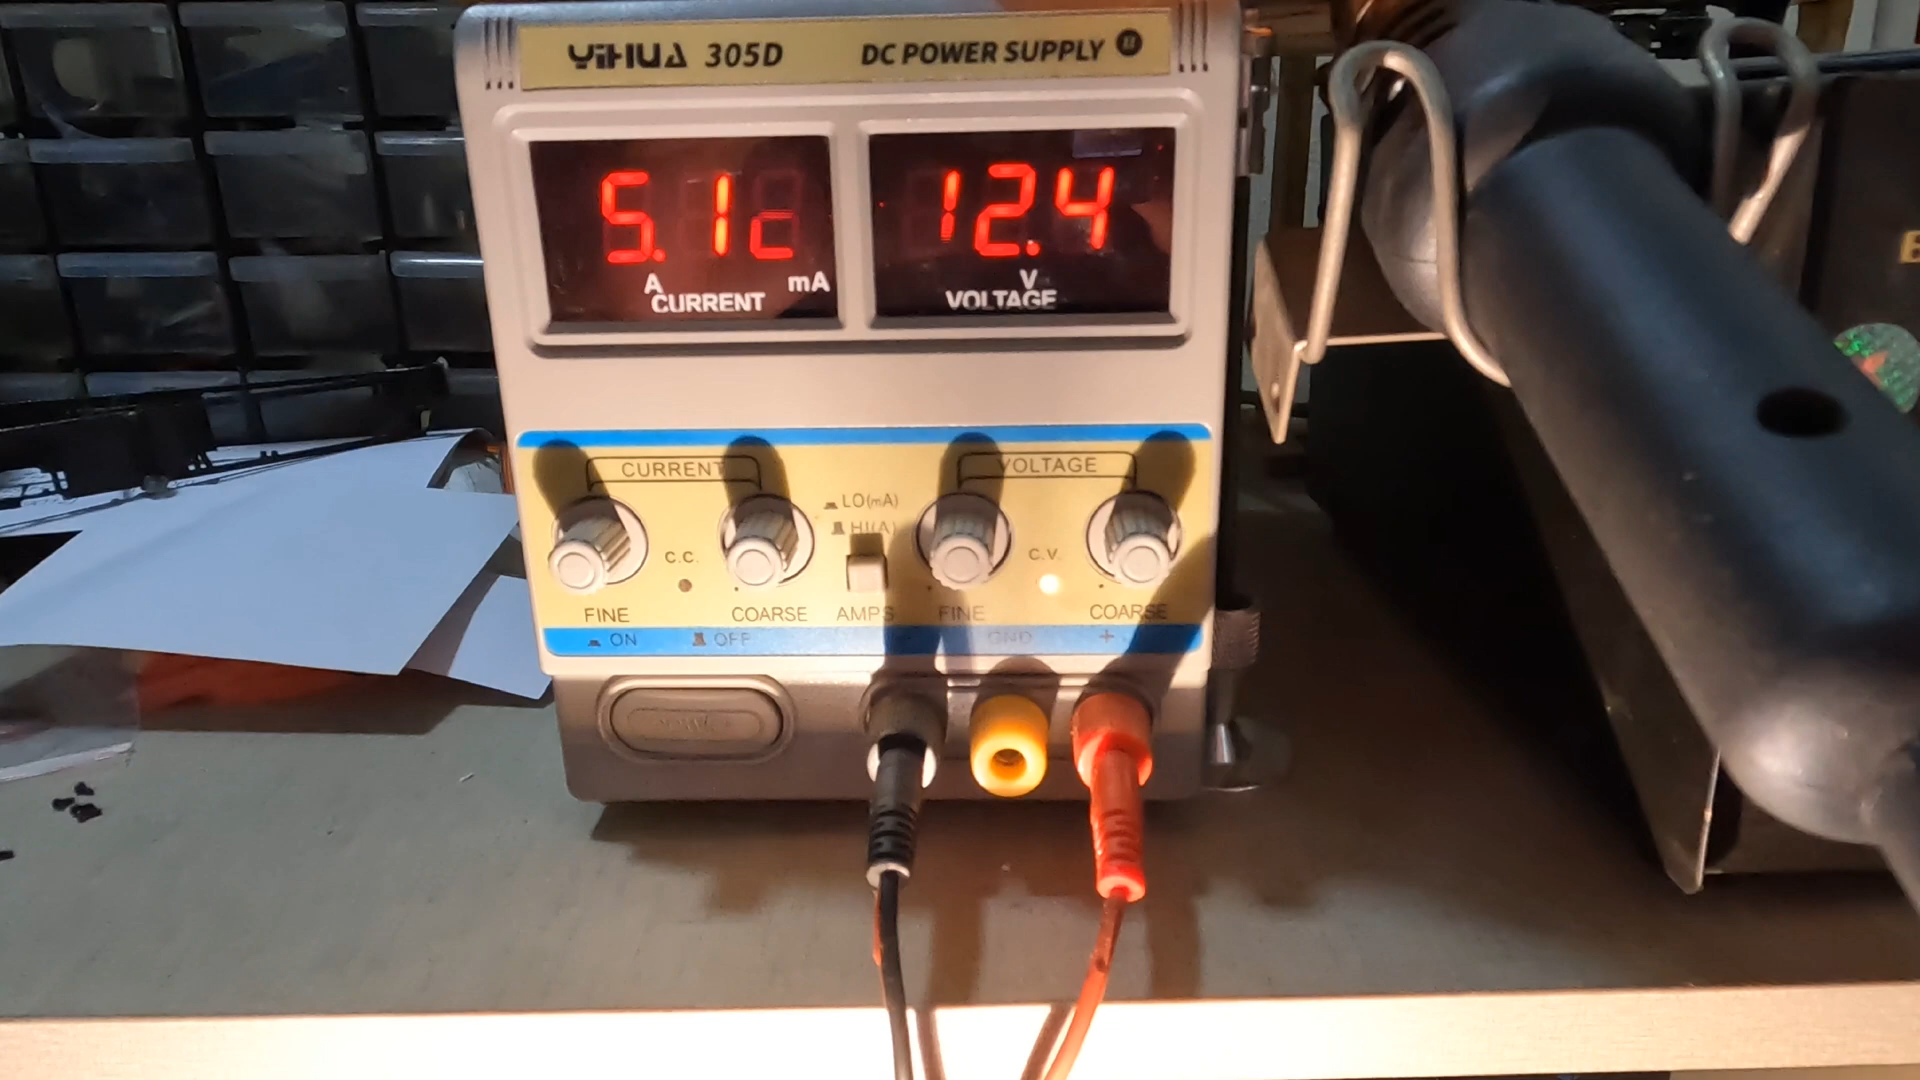 YIHUA 305D DC POWER SUPPLY
5.1c 12.4
A mA V
CURRENT VOLTAGE
CURRENT VOLTAGE
LO(mA)
HI(A)
C.C. C.V.
FINE COARSE AMPS FINE COARSE
ON OFF - GND +